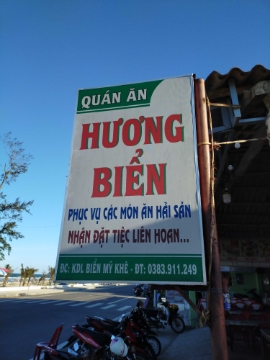 QUÁN ĂN
HƯƠNG
BIỂN
PHỤC VỤ CÁC MÓN ĂN HẢI SẢN
NHẬN ĐẶT TIỆC LIÊN HOAN...
ĐC: KDL BIỂN MỸ KHÊ - ĐT: 0383.911.249